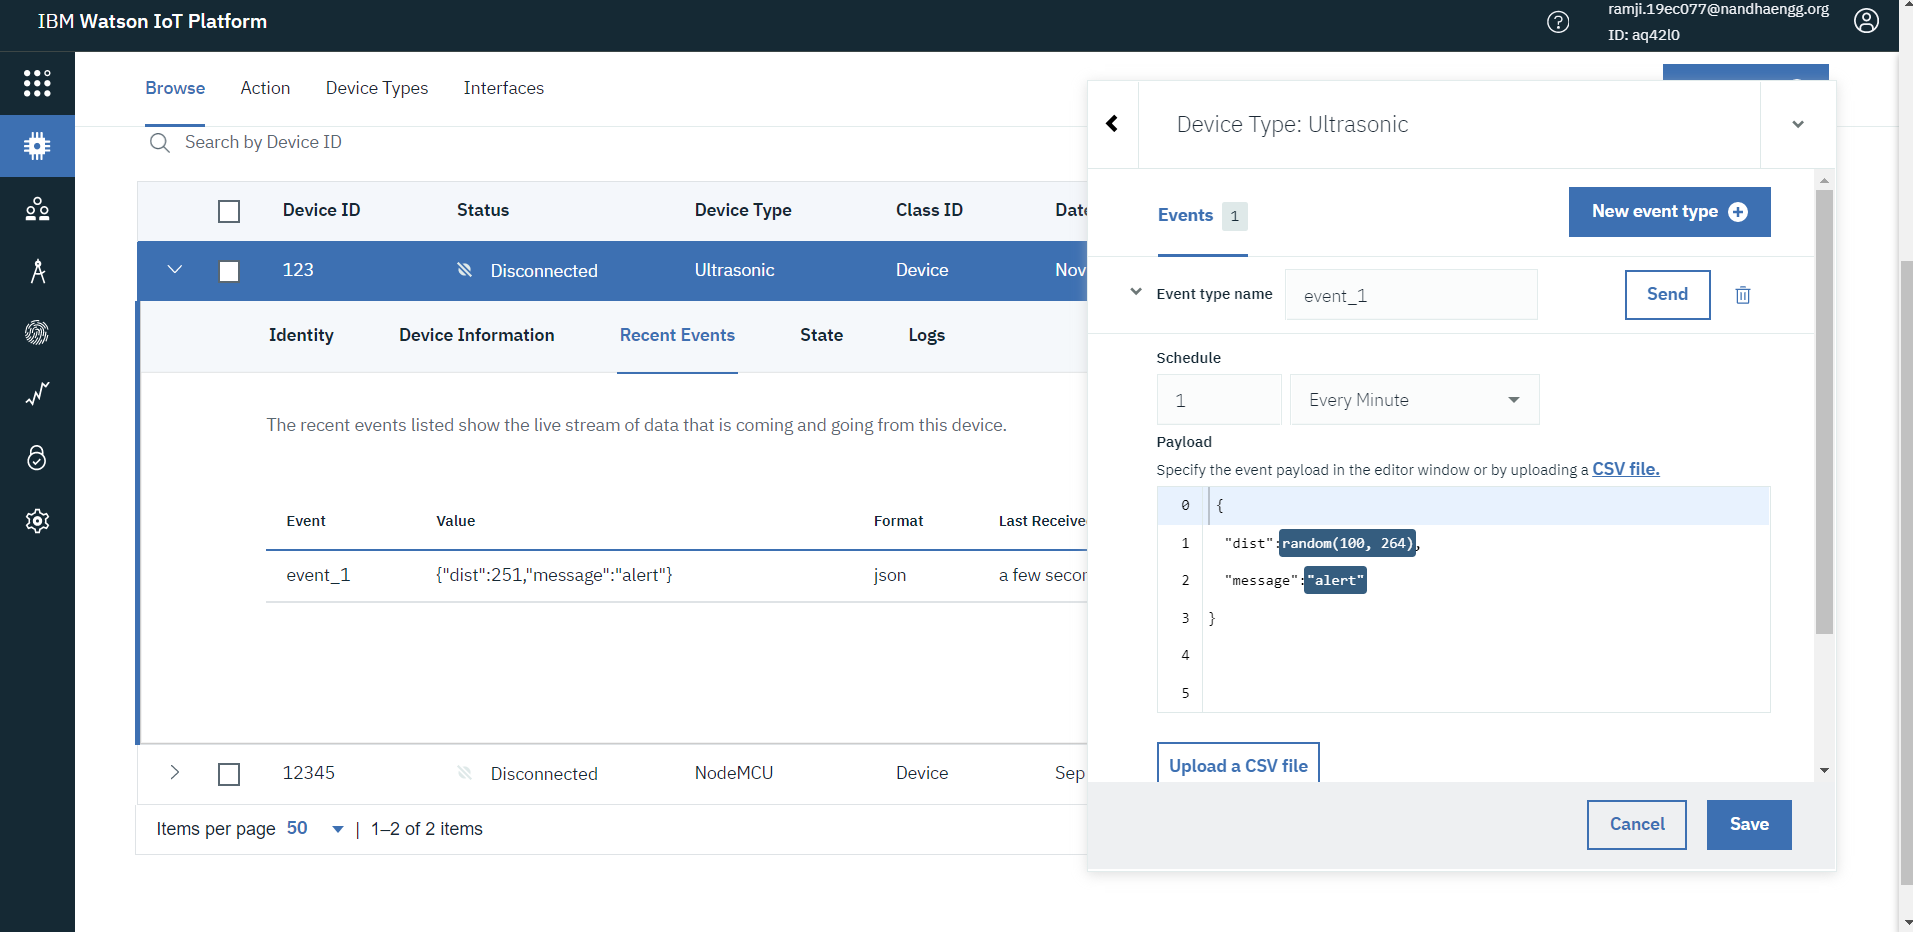 IBM Watson IoT Platform
ramji.19ec077@nandhaengg.org
ID: aq42l0
Browse Action Device Types Interfaces
Search by Device ID
Device ID Status Device Type Class ID Date
123 Disconnected Ultrasonic Device Nov
Identity Device Information Recent Events State Logs
The recent events listed show the live stream of data that is coming and going from this device.
Event Value Format Last Receive
event_1 {"dist":251,"message":"alert"} json a few secon
12345 Disconnected NodeMCU Device Sep
Items per page 50 | 1–2 of 2 items
Device Type: Ultrasonic
Events 1 New event type
Event type name event_1 Send
Schedule
1 Every Minute
Payload
Specify the event payload in the editor window or by uploading a CSV file.
0 {
1 "dist":random(100, 264),
2 "message":"alert"
3 }
4
5
Upload a CSV file
Cancel Save